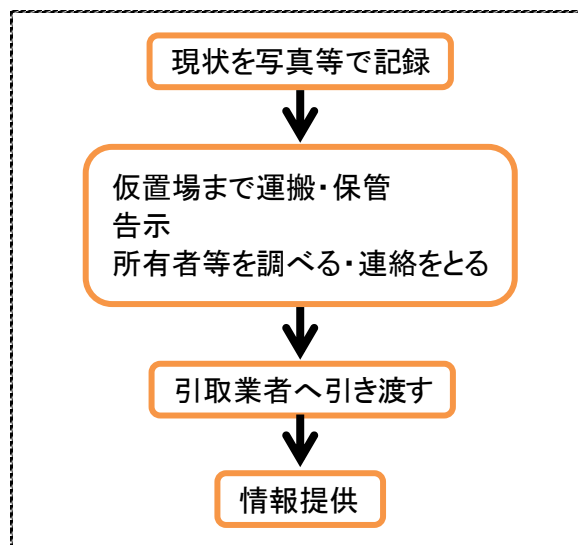 現状を写真等で記録
仮置場まで運搬・保管
告示
所有者等を調べる・連絡をとる
引取業者へ引き渡す
情報提供